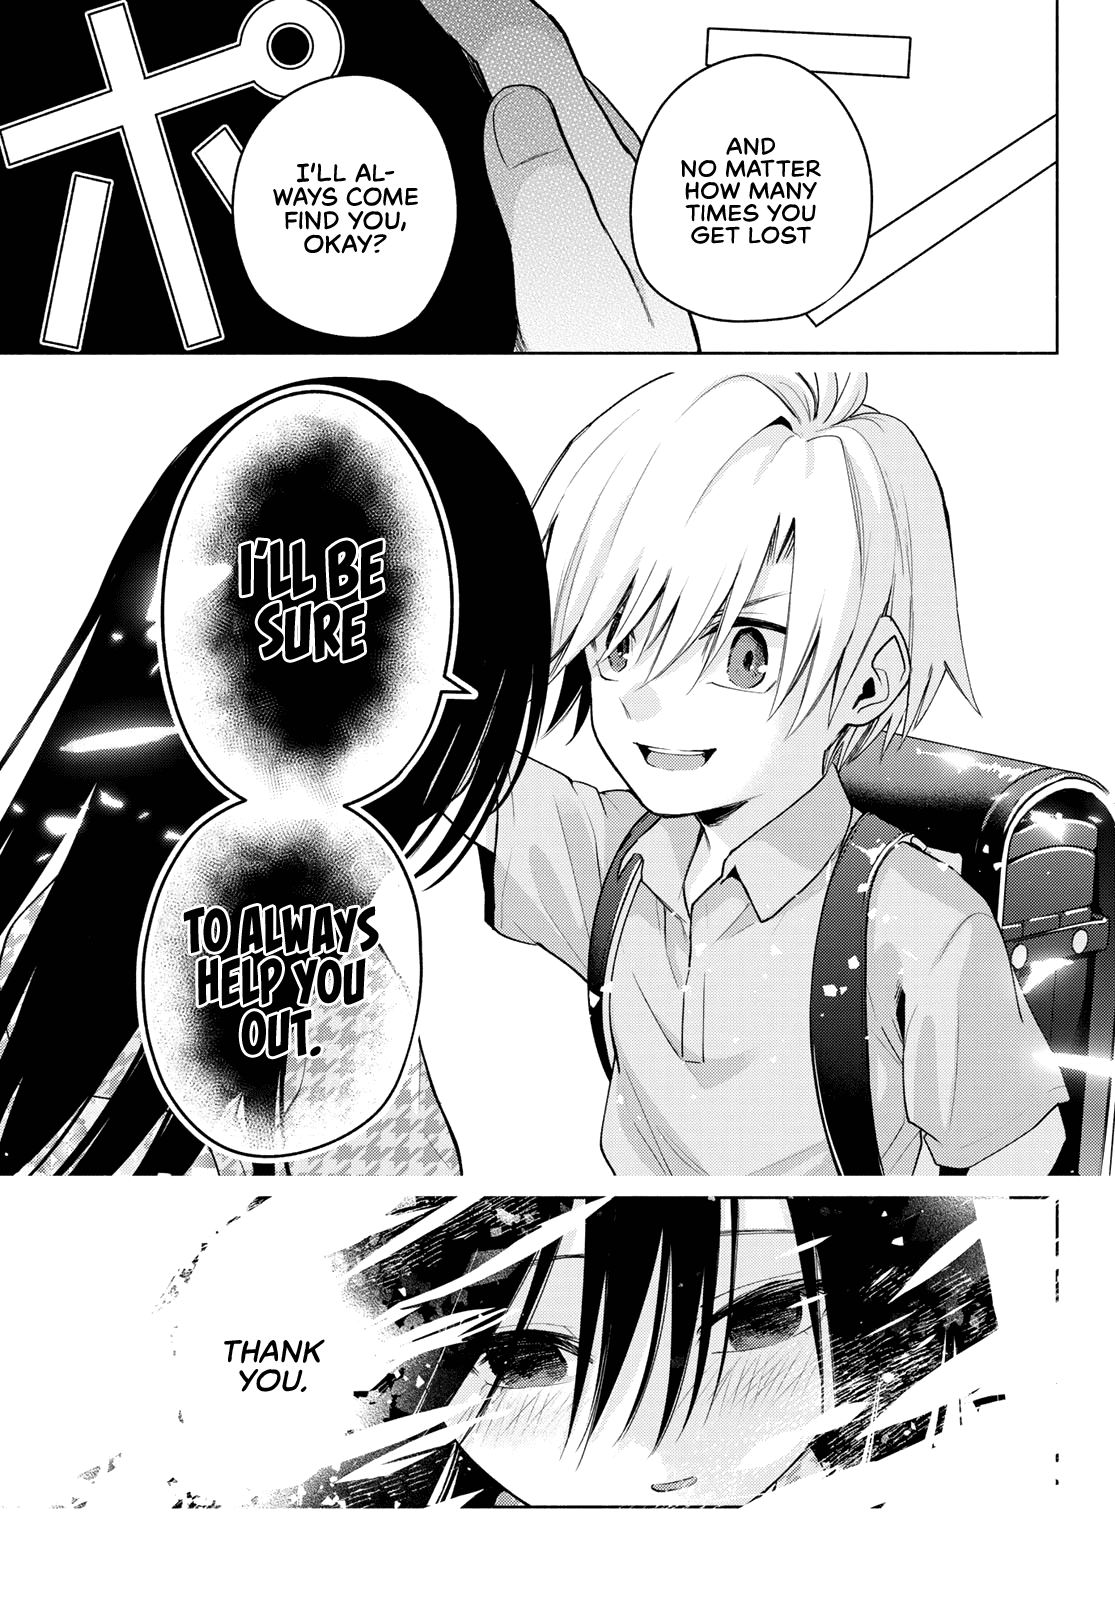 AND
NO MATTER
HOW MANY
TIMES YOU
GET LOST
I'LL AL-
WAYS COME
FIND YOU,
OKAY?
ポー
I'LL BE
SURE
TO ALWAYS
HELP YOU
OUT.
THANK
YOU.